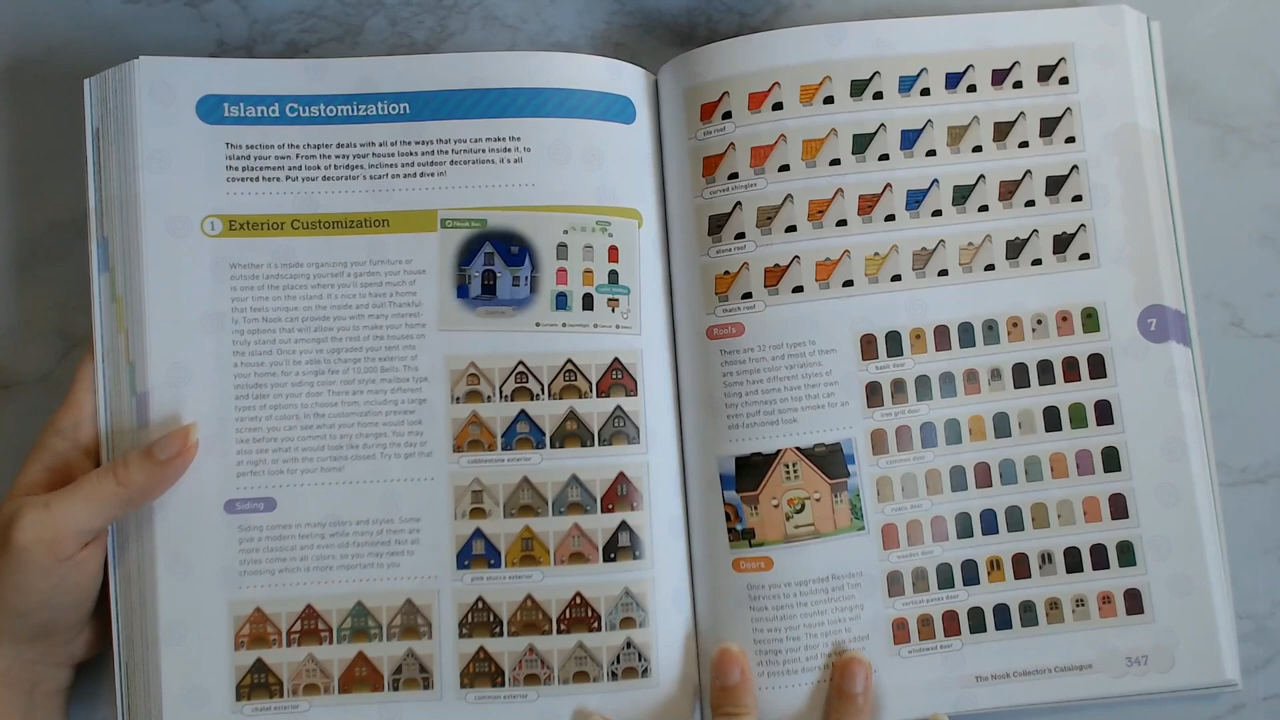 Island Customization
This section of the chapter deals with all of the ways that you can make the
island your own. From the way your house looks and the furniture inside it, to
the placement and look of bridges, inclines and outdoor decorations, it's all
covered here. Put your decorator's scarf on and dive in!
1 Exterior Customization
Whether it's inside organizing your furniture or
outside landscaping yourself a garden, your house
is one of the places where you'll spend much of
your time on the island. It's nice to have a home
that feels unique, on the inside and out! Thankful-
ly, Tom Nook can provide you with many interest-
ing options that will allow you to make your home
truly stand out amongst the rest of the houses on
the island. Once you've upgraded your tent into
a house, you'll be able to change the exterior of
your home, for a single fee of 10,000 Bells. This
includes your siding color, roof style, mailbox type,
and later on your door. There are many different
types of options to choose from, including a large
variety of colors. In the customization preview
screen, you can see what your home would look
like before you commit to any changes. You may
also see what it would look like during the day or
at night, or with the curtains closed. Try to get that
perfect look for your home!
Siding
Siding comes in many colors and styles. Some
give a modern feeling, while many of them are
more classical and even old-fashioned. Not all
styles come in all colors, so you may need to
choosing which is more important to you.
chalet exterior
cobblestone exterior
pink stucco exterior
common exterior
tile roof
curved shingles
stone roof
thatch roof
Roofs
There are 32 roof types to
choose from, and most of them
are simple color variations.
Some have different styles of
tiling and some have their own
tiny chimneys on top that can
even puff out some smoke for an
old-fashioned look.
Doors
Once you've upgraded Resident
Services to a building and Tom
Nook opens the construction
consultation counter, changing
the way your house looks will
become free. The option to
change your door is also added
at this point, and the
of possible doors is
basic door
iron grill door
common door
rustic door
wooden door
vertical-panes door
windowed door
7
The Nook Collector's Catalogue 347